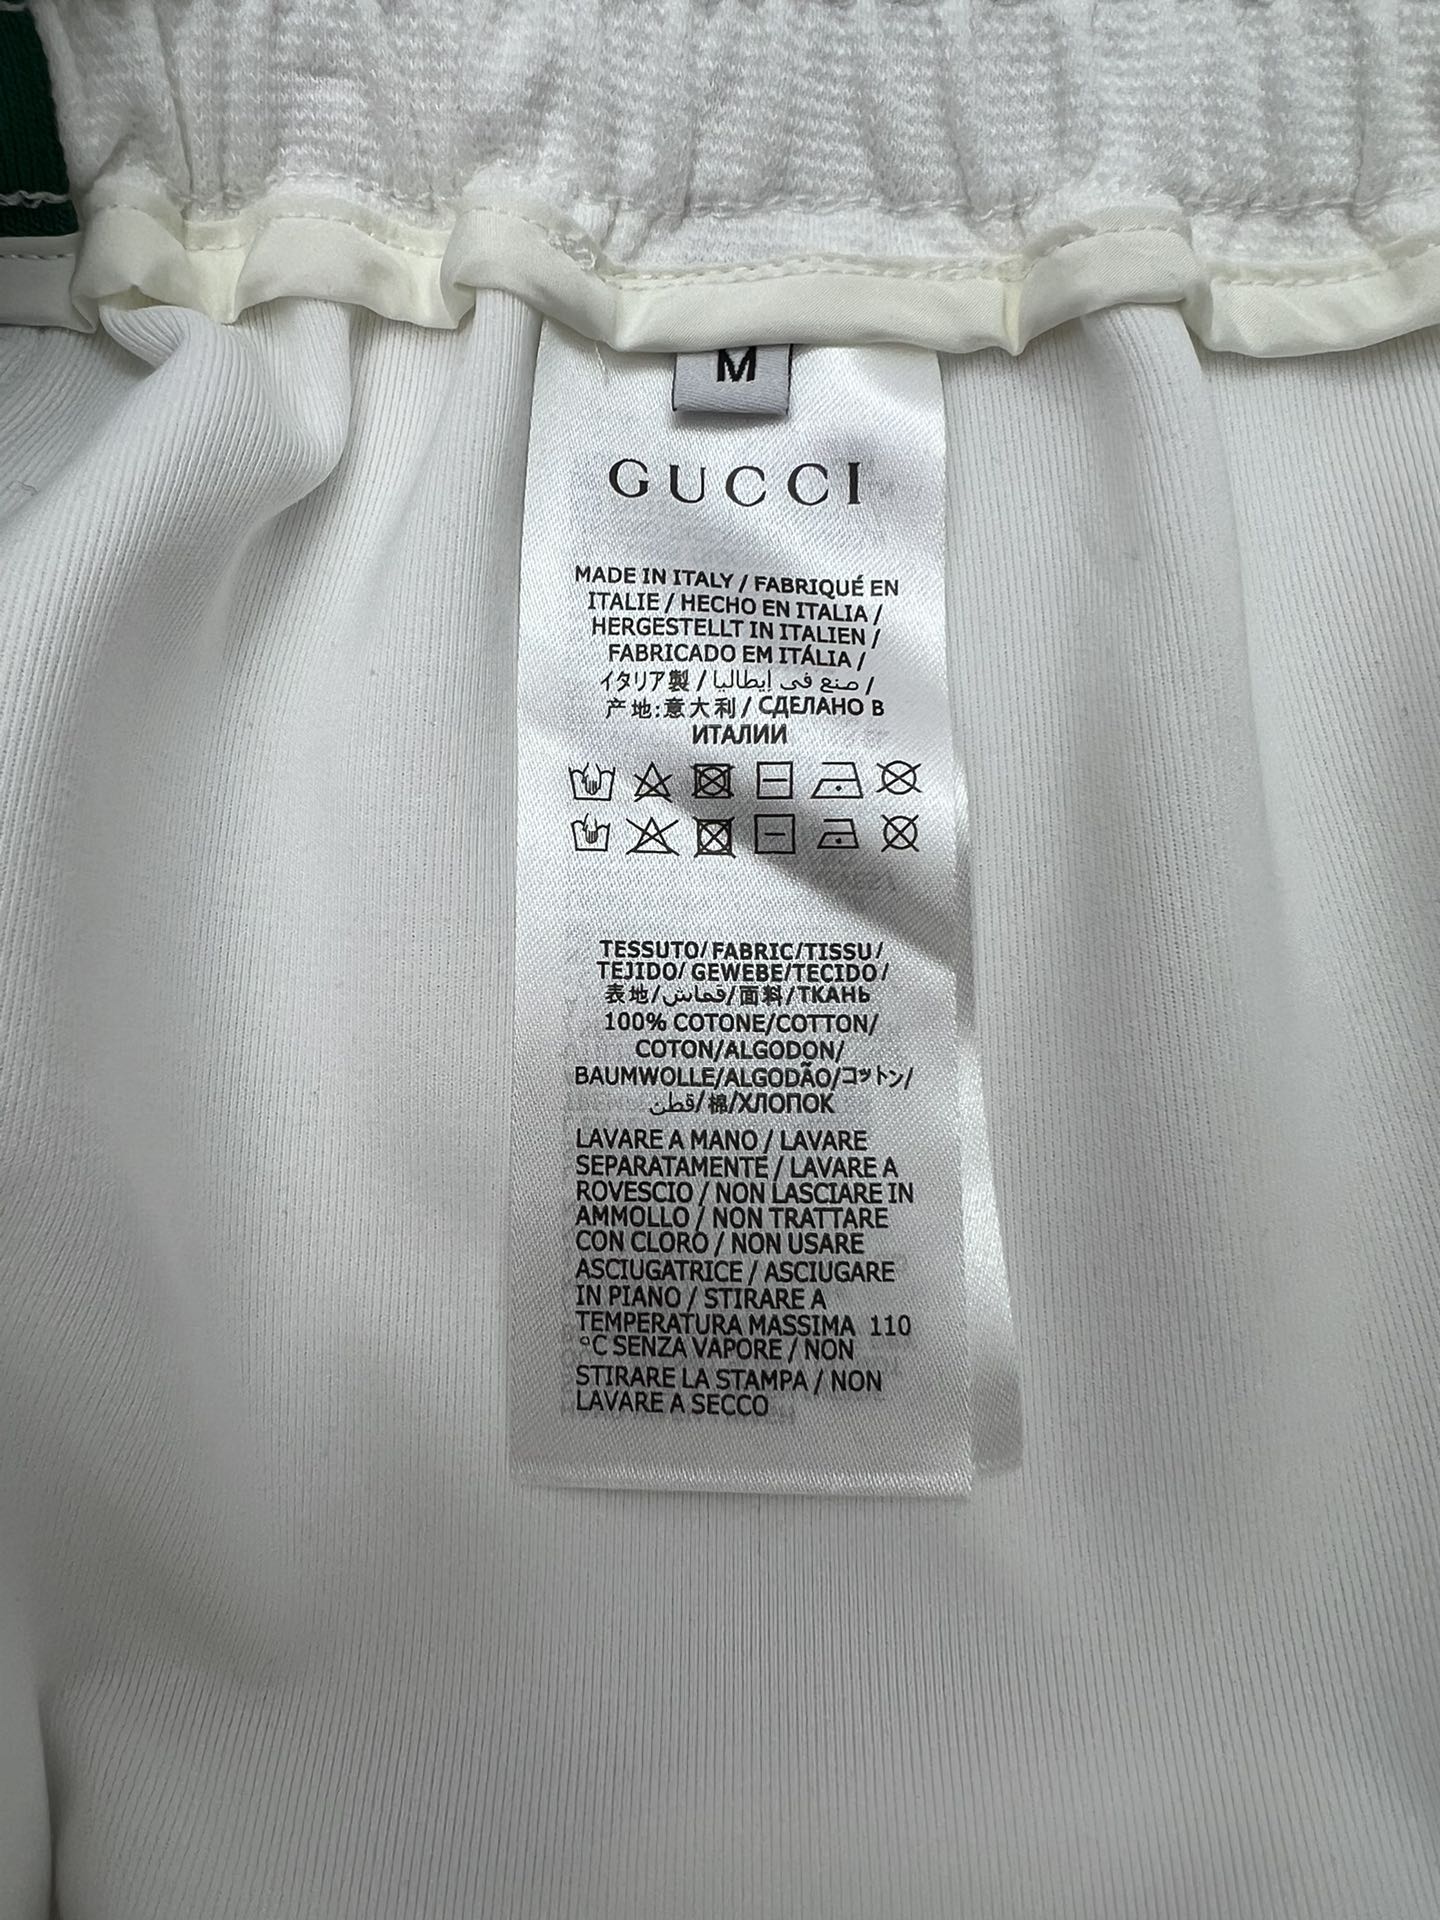 M
GUCCI
MADE IN ITALY / FABRIQUÉ EN
ITALIE / HECHO EN ITALIA /
HERGESTELLT IN ITALIEN /
FABRICADO EM ITÁLIA /
イタリア製 / صنع في إيطاليا /
产地:意大利 / СДЕЛАНО В
ИТАЛИИ
TESSUTO/FABRIC/TISSU/
TEJIDO/GEWEBE/TECIDO/
表地/قماش/面料/ТКАНЬ
100% COTONE/COTTON/
COTON/ALGODON/
BAUMWOLLE/ALGODÃO/コットン/
قطن/棉/ХЛОПОК
LAVARE A MANO / LAVARE
SEPARATAMENTE / LAVARE A
ROVESCIO / NON LASCIARE IN
AMMOLLO / NON TRATTARE
CON CLORO / NON USARE
ASCIUGATRICE / ASCIUGARE
IN PIANO / STIRARE A
TEMPERATURA MASSIMA 110
°C SENZA VAPORE / NON
STIRARE LA STAMPA / NON
LAVARE A SECCO